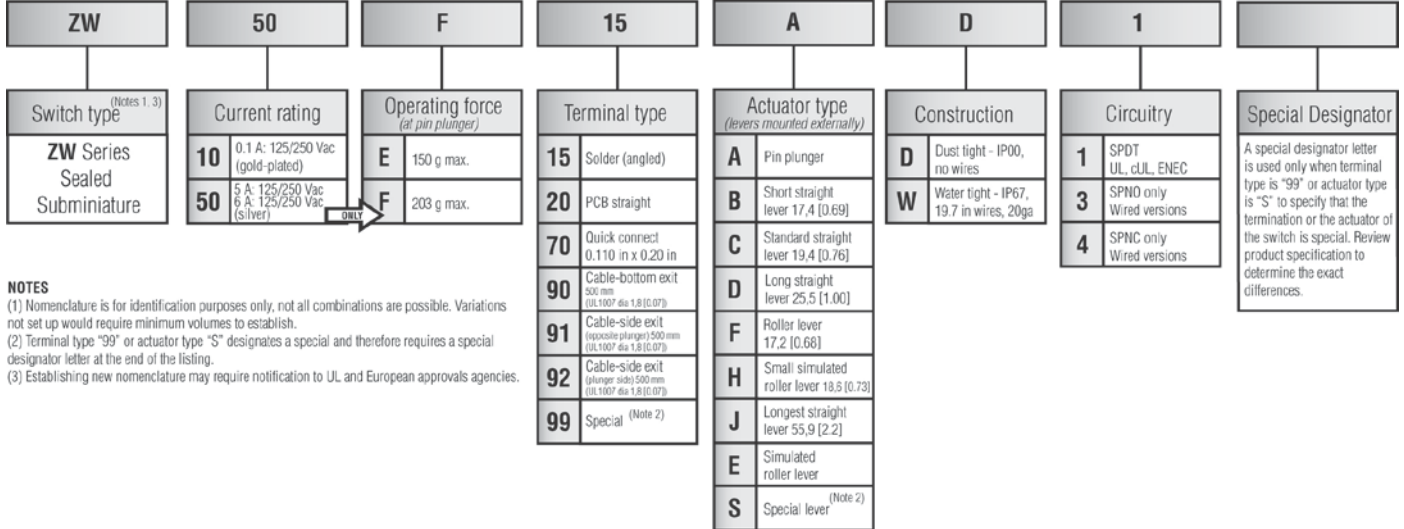 ZW
50
F
15
A
D
1
Switch type (Notes 1, 3)
ZW Series
Sealed
Subminiature
Current rating
10
0.1 A: 125/250 Vac
(gold-plated)
50
5 A: 125/250 Vac
6 A: 125/250 Vac
(silver)
ONLY
Operating force
(at pin plunger)
E
150 g max.
F
203 g max.
Terminal type
15
Solder (angled)
20
PCB straight
70
Quick connect
0.110 in x 0.20 in
90
Cable-bottom exit
500 mm
(UL1007 dia 1,8 [0.07])
91
Cable-side exit
(opposite plunger) 500 mm
(UL1007 dia 1,8 [0.07])
92
Cable-side exit
(plunger side) 500 mm
(UL1007 dia 1,8 [0.07])
99
Special (Note 2)
Actuator type
(levers mounted externally)
A
Pin plunger
B
Short straight
lever 17,4 [0.69]
C
Standard straight
lever 19,4 [0.76]
D
Long straight
lever 25,5 [1.00]
F
Roller lever
17,2 [0.68]
H
Small simulated
roller lever 18,6 [0.73]
J
Longest straight
lever 55,9 [2.2]
E
Simulated
roller lever
S
Special lever (Note 2)
Construction
D
Dust tight - IP00,
no wires
W
Water tight - IP67,
19.7 in wires, 20ga
Circuitry
1
SPDT
UL, cUL, ENEC
3
SPNO only
Wired versions
4
SPNC only
Wired versions
Special Designator
A special designator letter
is used only when terminal
type is "99" or actuator type
is "S" to specify that the
termination or the actuator of
the switch is special. Review
product specification to
determine the exact
differences.
NOTES
(1) Nomenclature is for identification purposes only, not all combinations are possible. Variations
not set up would require minimum volumes to establish.
(2) Terminal type "99" or actuator type "S" designates a special and therefore requires a special
designator letter at the end of the listing.
(3) Establishing new nomenclature may require notification to UL and European approvals agencies.